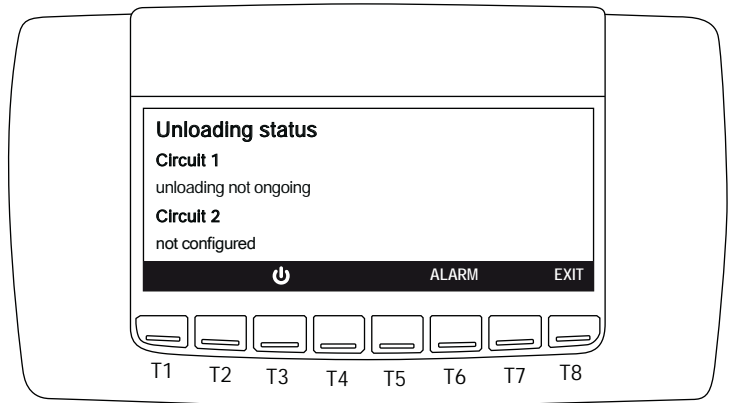 Unloading status
Circuit 1
unloading not ongoing
Circuit 2
not configured
ALARM EXIT
T1 T2 T3 T4 T5 T6 T7 T8